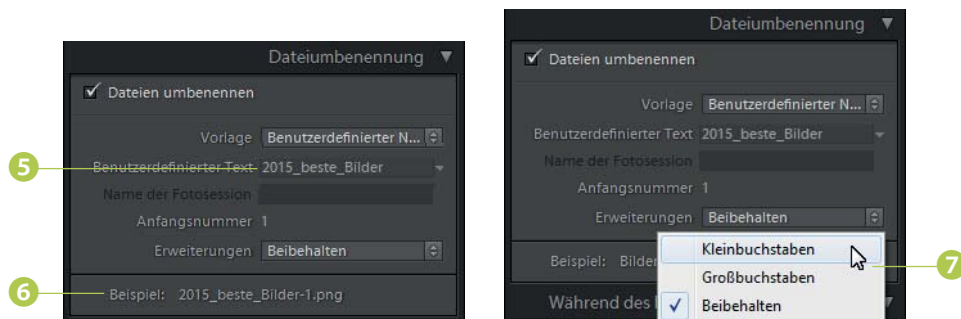 Dateiumbenennung
Dateien umbenennen
Vorlage Benutzerdefinierter N...
5
Benutzerdefinierter Text 2015_beste_Bilder
Name der Fotosession
Anfangsnummer 1
Erweiterungen Beibehalten
6
Beispiel: 2015_beste_Bilder-1.png
Dateiumbenennung
Dateien umbenennen
Vorlage Benutzerdefinierter N...
Benutzerdefinierter Text 2015_beste_Bilder
Name der Fotosession
Anfangsnummer 1
Erweiterungen Beibehalten
Kleinbuchstaben
7
Beispiel: Bilder
Großbuchstaben
Während des
Beibehalten